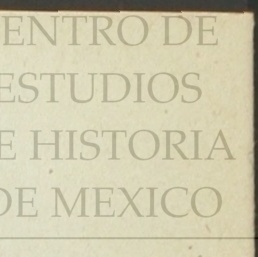 ENTRO DE
ESTUDIOS
E HISTORIA
DE MEXICO